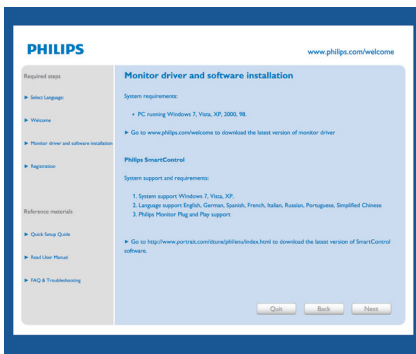 PHILIPS
www.philips.com/welcome
Required steps
▶ Select Language:
▶ Welcome
▶ Monitor driver and software installation
▶ Registration
Reference materials
▶ Quick Setup Guide
▶ Read User Manual
▶ FAQ & Troubleshooting
Monitor driver and software installation
System requirements:
• PC running Windows 7, Vista, XP, 2000, 98.
▶ Go to www.philips.com/welcome to download the latest version of monitor driver
Philips SmartControl
System support and requirements:
1. System support Windows 7, Vista, XP.
2. Language support English, German, Spanish, French, Italian, Russian, Portuguese, Simplified Chinese
3. Philips Monitor Plug and Play support
▶ Go to http://www.portrait.com/dtune/phil/enu/index.html to download the latest version of SmartControl
software.
Quit
Back
Next